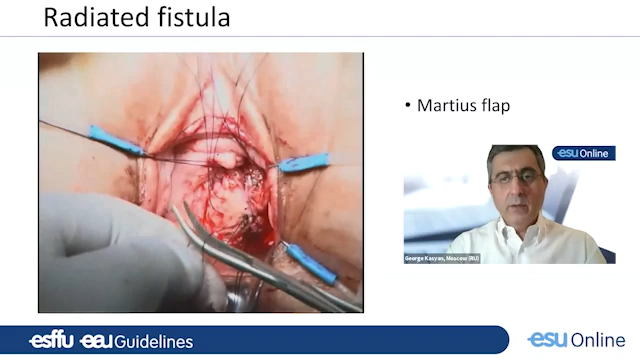 Radiated fistula
• Martius flap
esu Online
George Kasyan, Moscow (RU)
esffu eau Guidelines
esu Online